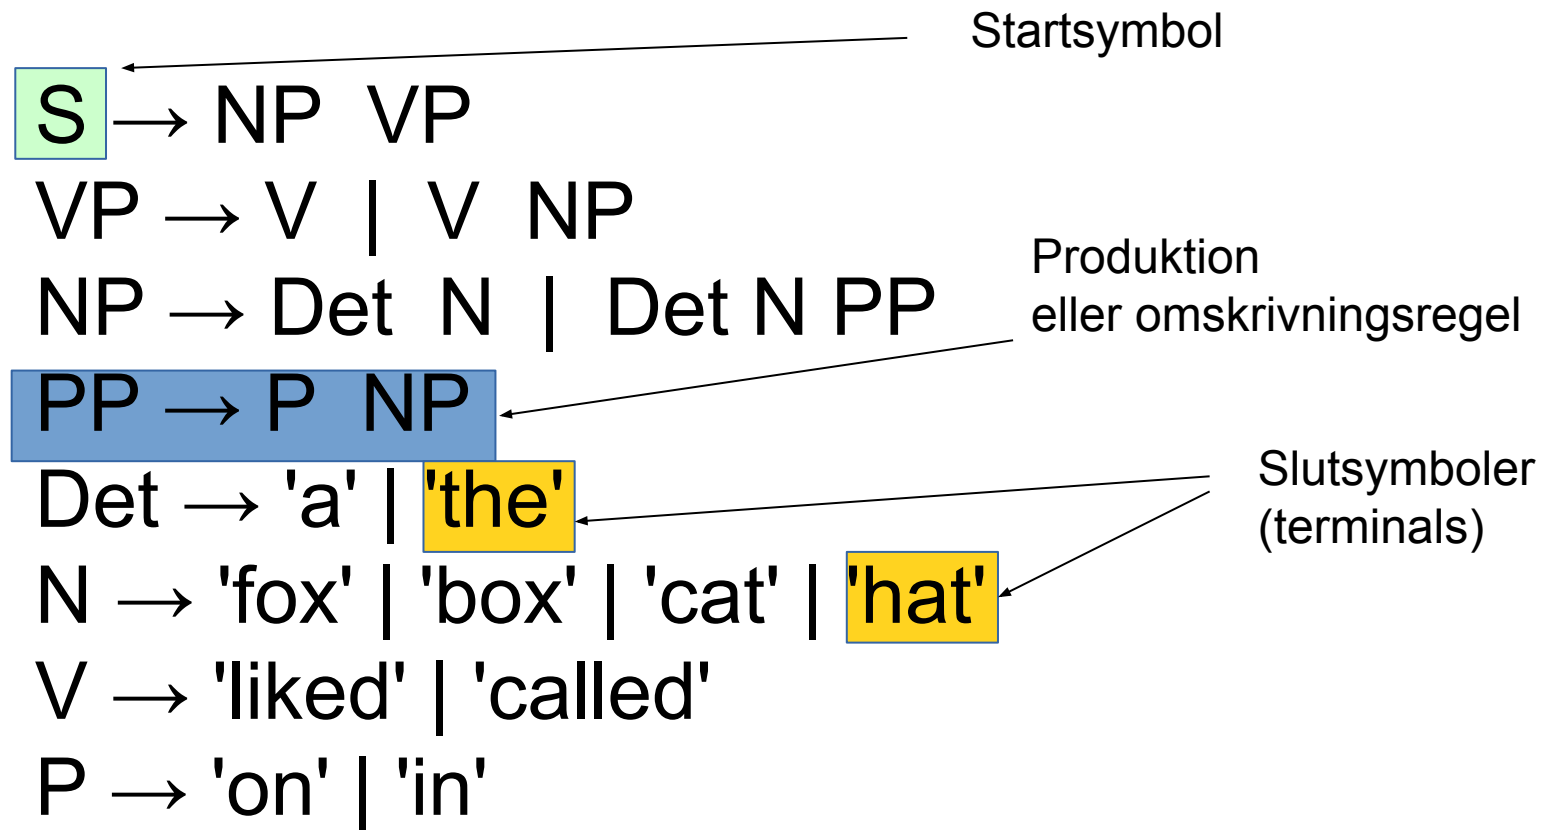 Startsymbol
S → NP VP
VP → V | V NP
NP → Det N | Det N PP
Produktion
eller omskrivningsregel
PP → P NP
Det → 'a' | 'the'
Slutsymboler
(terminals)
N → 'fox' | 'box' | 'cat' | 'hat'
V → 'liked' | 'called'
P → 'on' | 'in'